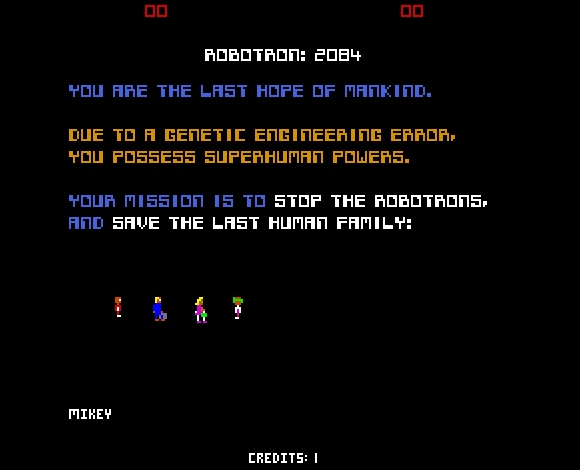 00 00
ROBOTRON: 2084
YOU ARE THE LAST HOPE OF MANKIND.
DUE TO A GENETIC ENGINEERING ERROR,
YOU POSSESS SUPERHUMAN POWERS.
YOUR MISSION IS TO STOP THE ROBOTRONS,
AND SAVE THE LAST HUMAN FAMILY:
MIKEY
CREDITS: 1